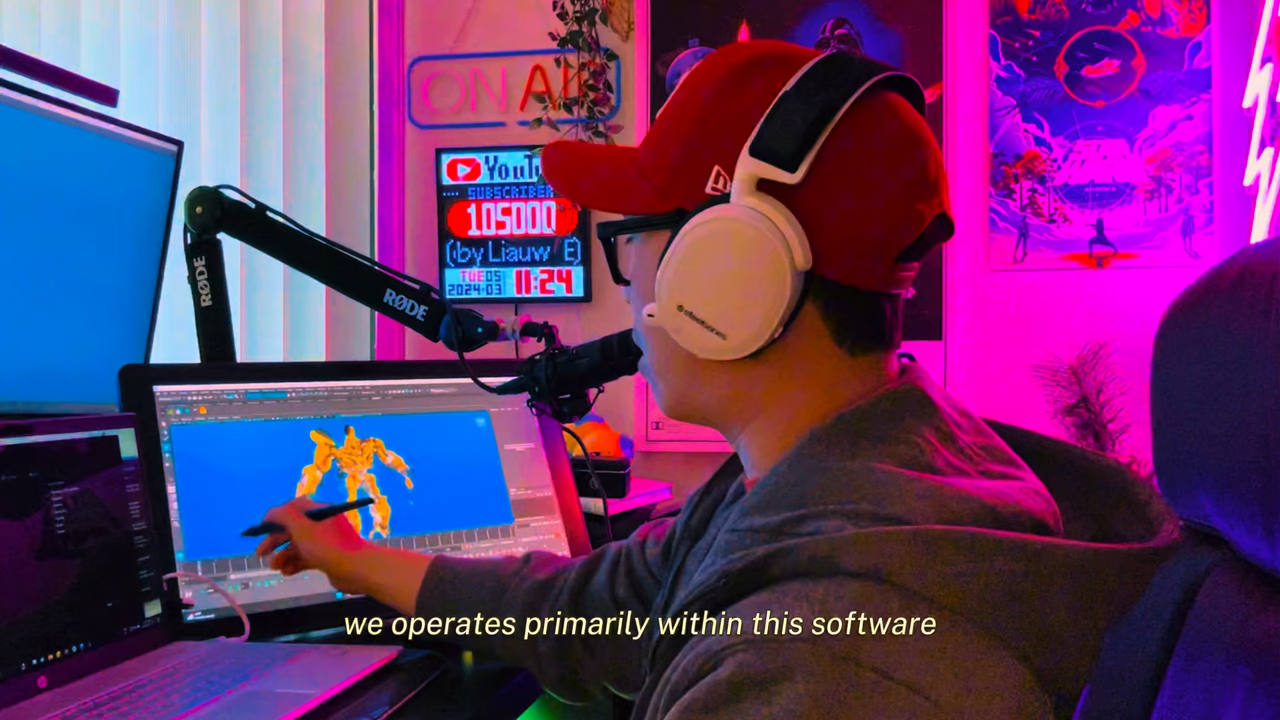 ON AI
YouT
SUBSCRIBER
105000
(by Liauw E)
TUE05
2024-03
11:24
RØDE
RØDE
steelseries
we operates primarily within this software